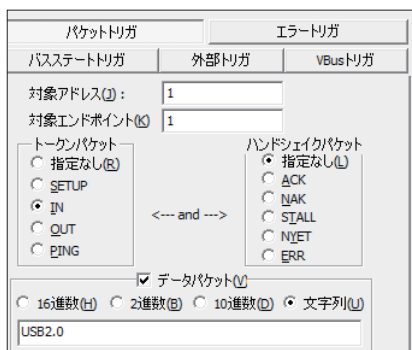 パケットトリガ エラートリガ
バスステートトリガ 外部トリガ VBusトリガ
対象アドレス(J)： 1
対象エンドポイント(K) 1
トークンパケット ハンドシェイクパケット
指定なし(R) 指定なし(L)
SETUP ACK
IN <--- and ---> NAK
OUT STALL
PING NYET
ERR
データパケット(V)
16進数(H) 2進数(B) 10進数(D) 文字列(U)
USB2.0